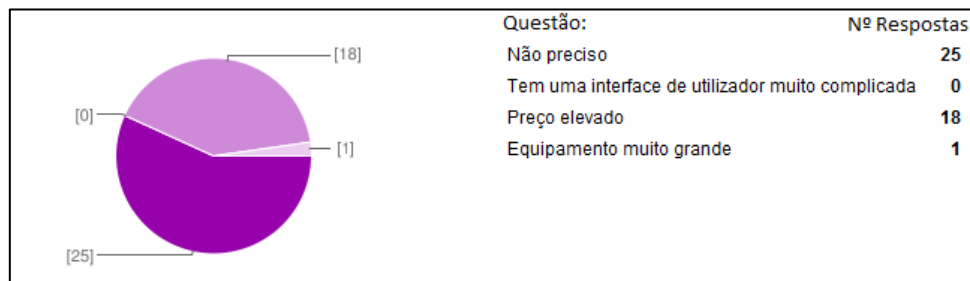 Questão: Nº Respostas
Não preciso 25
Tem uma interface de utilizador muito complicada 0
Preço elevado 18
Equipamento muito grande 1
[18]
[0]
[1]
[25]